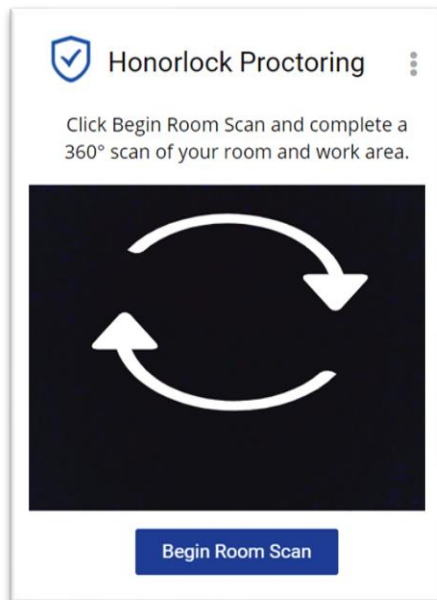 Honorlock Proctoring
Click Begin Room Scan and complete a
360° scan of your room and work area.
Begin Room Scan